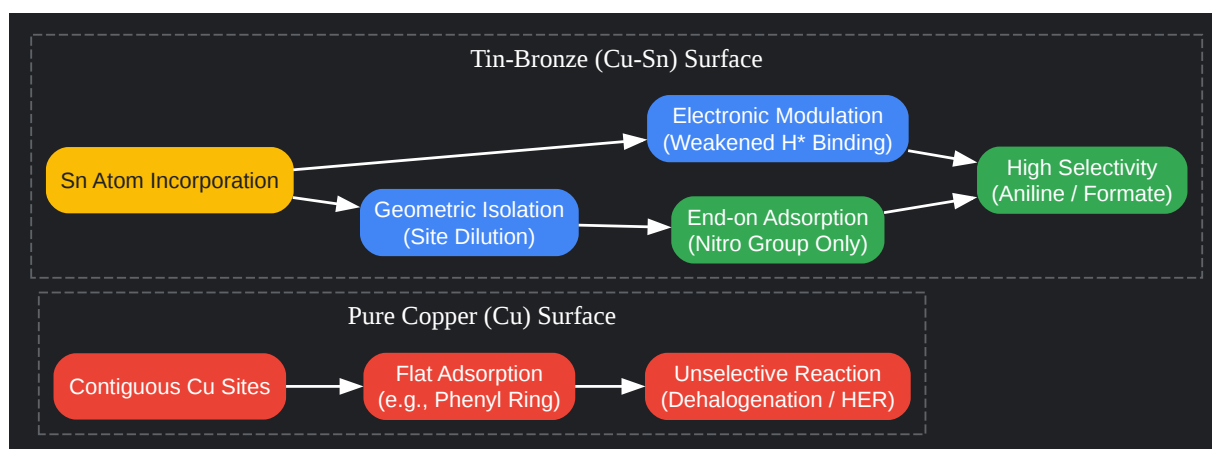 Tin-Bronze (Cu-Sn) Surface
Sn Atom Incorporation
Electronic Modulation
(Weakened H* Binding)
Geometric Isolation
(Site Dilution)
End-on Adsorption
(Nitro Group Only)
High Selectivity
(Aniline / Formate)
Pure Copper (Cu) Surface
Contiguous Cu Sites
Flat Adsorption
(e.g., Phenyl Ring)
Unselective Reaction
(Dehalogenation / HER)